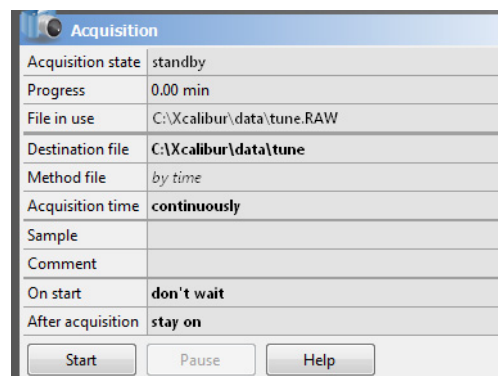 Acquisition
Acquisition state standby
Progress 0.00 min
File in use C:\Xcalibur\data\tune.RAW
Destination file C:\Xcalibur\data\tune
Method file by time
Acquisition time continuously
Sample
Comment
On start don't wait
After acquisition stay on
Start Pause Help